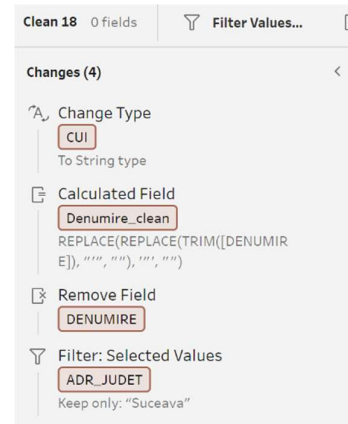 Clean 18 0 fields Filter Values...
Changes (4)
Change Type
CUI
To String type
Calculated Field
Denumire_clean
REPLACE(REPLACE(TRIM([DENUMIR
E]), "'", ""), '"', "")
Remove Field
DENUMIRE
Filter: Selected Values
ADR_JUDET
Keep only: “Suceava”